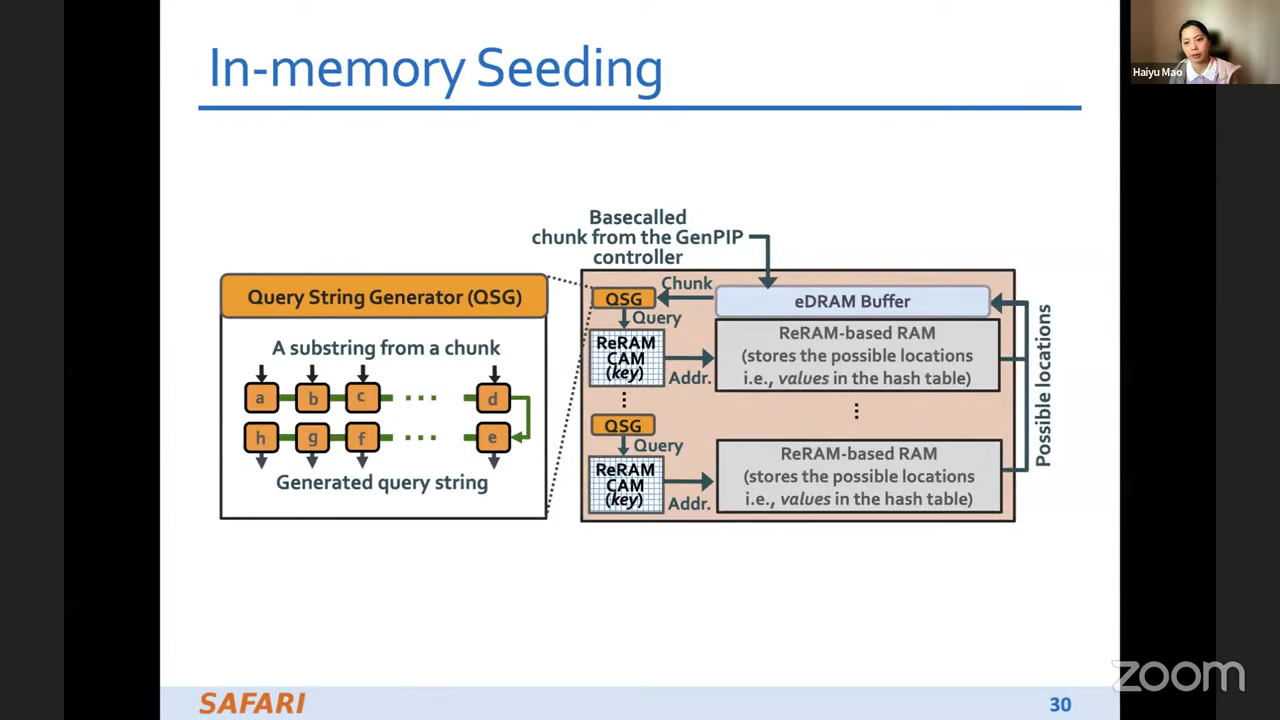 In-memory Seeding
Haiyu Mao
Basecalled
chunk from the GenPIP
controller
Query String Generator (QSG)
A substring from a chunk
a b c ... d
h g f ... e
Generated query string
Chunk
QSG
eDRAM Buffer
Query
ReRAM
CAM
(key)
Addr.
ReRAM-based RAM
(stores the possible locations
i.e., values in the hash table)
QSG
Query
ReRAM
CAM
(key)
Addr.
ReRAM-based RAM
(stores the possible locations
i.e., values in the hash table)
Possible locations
SAFARI
30
zoom